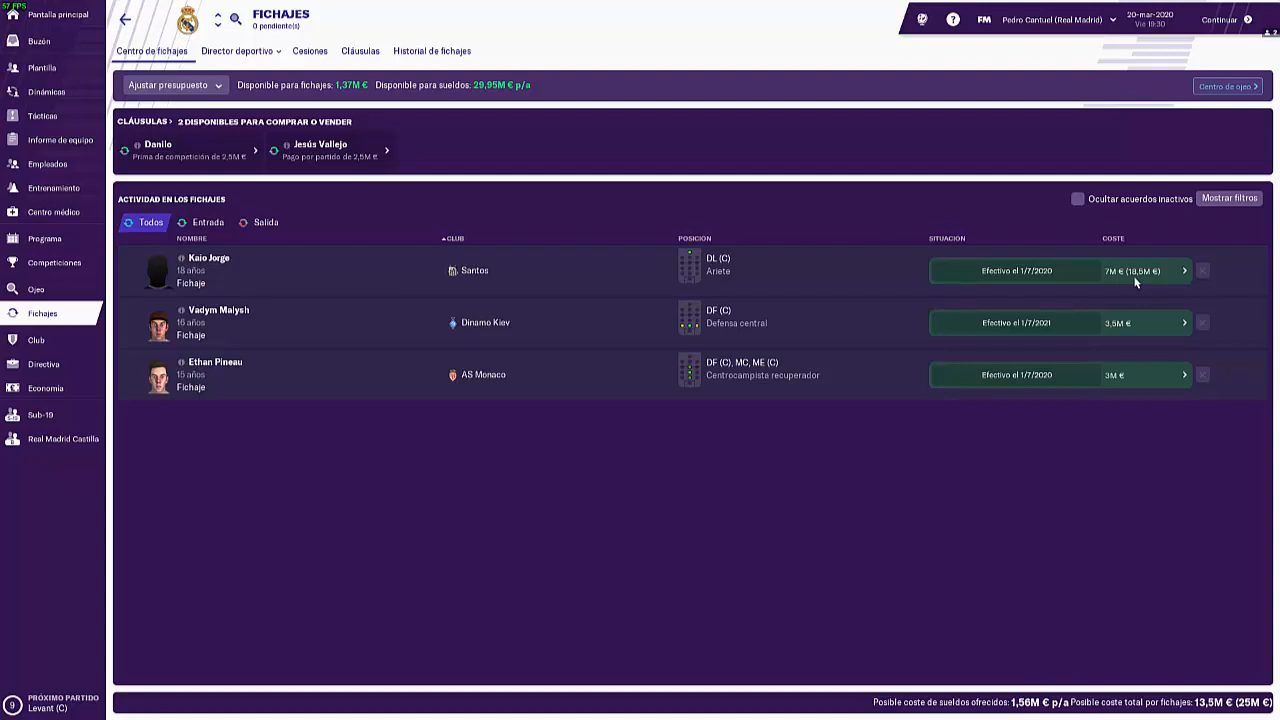 57 FPS
Pantalla principal
Buzón
Plantilla
Dinámicas
Tácticas
Informe de equipo
Empleados
Entrenamiento
Centro médico
Programa
Competiciones
Ojeo
Fichajes
Club
Directiva
Economía
Sub-19
Real Madrid Castilla
9 PRÓXIMO PARTIDO
Levant (C)
FICHAJES
0 pendiente(s)
FM Pedro Cantuel (Real Madrid) 20-mar-2020
Vie 19:30
Continuar
Centro de fichajes Director deportivo Cesiones Cláusulas Historial de fichajes
Ajustar presupuesto Disponible para fichajes: 1,37M € Disponible para sueldos: 29,95M € p/a Centro de ojeo >
CLÁUSULAS > 2 DISPONIBLES PARA COMPRAR O VENDER
Danilo
Prima de competición de 2,5M €
Jesús Vallejo
Pago por partido de 2,5M €
ACTIVIDAD EN LOS FICHAJES
Ocultar acuerdos inactivos Mostrar filtros
Todos Entrada Salida
NOMBRE CLUB POSICIÓN SITUACIÓN COSTE
Kaio Jorge
18 años
Fichaje
Santos
DL (C)
Ariete
Efectivo el 1/7/2020 7M € (18,5M €)
Vadym Malysh
16 años
Fichaje
Dinamo Kiev
DF (C)
Defensa central
Efectivo el 1/7/2021 3,5M €
Ethan Pineau
15 años
Fichaje
AS Monaco
DF (C), MC, ME (C)
Centrocampista recuperador
Efectivo el 1/7/2020 3M €
Posible coste de sueldos ofrecidos: 1,56M € p/a Posible coste total por fichajes: 13,5M € (25M €)